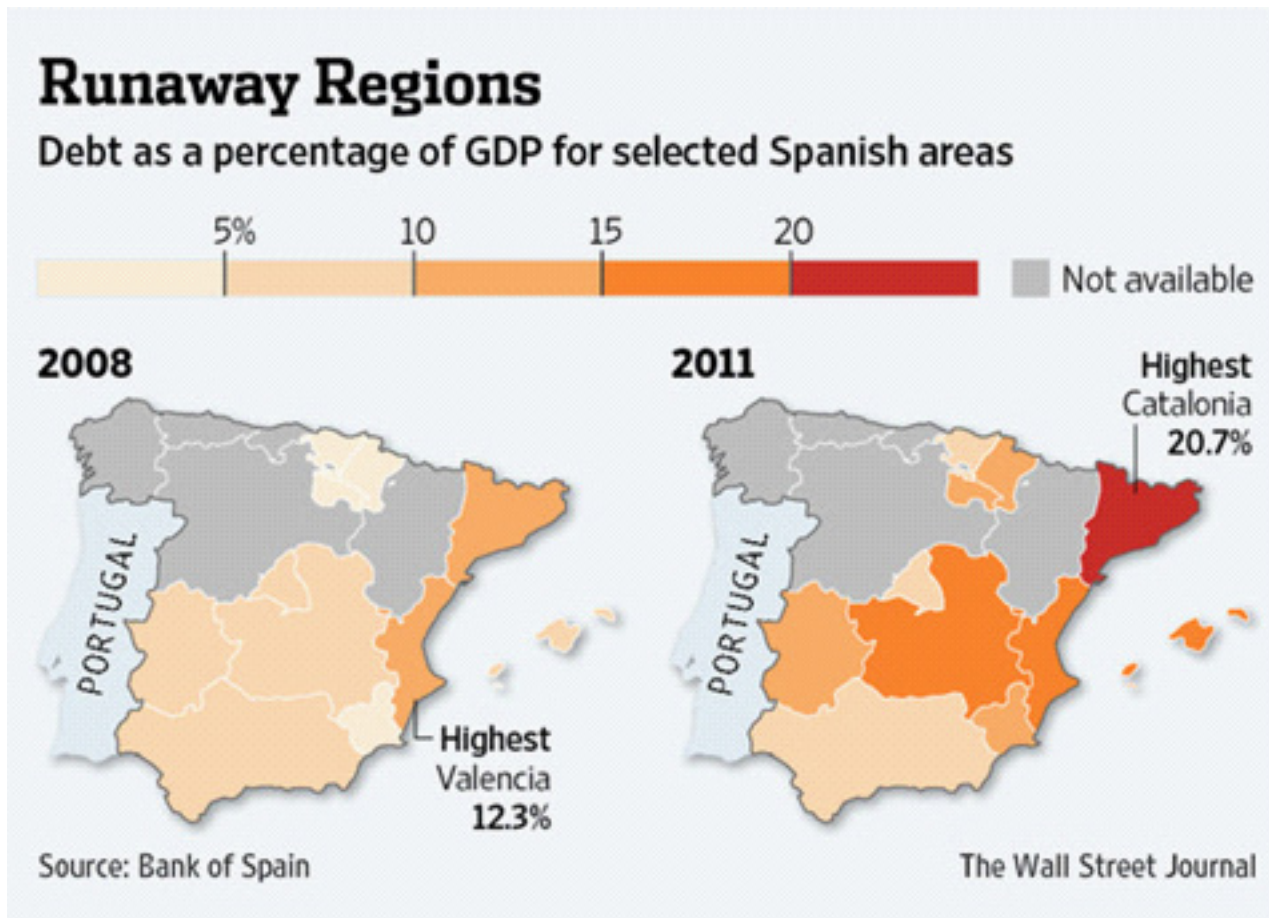 Runaway Regions
Debt as a percentage of GDP for selected Spanish areas
5% 10 15 20
Not available
2008
PORTUGAL
Highest
Valencia
12.3%
2011
Highest
Catalonia
20.7%
PORTUGAL
Source: Bank of Spain
The Wall Street Journal